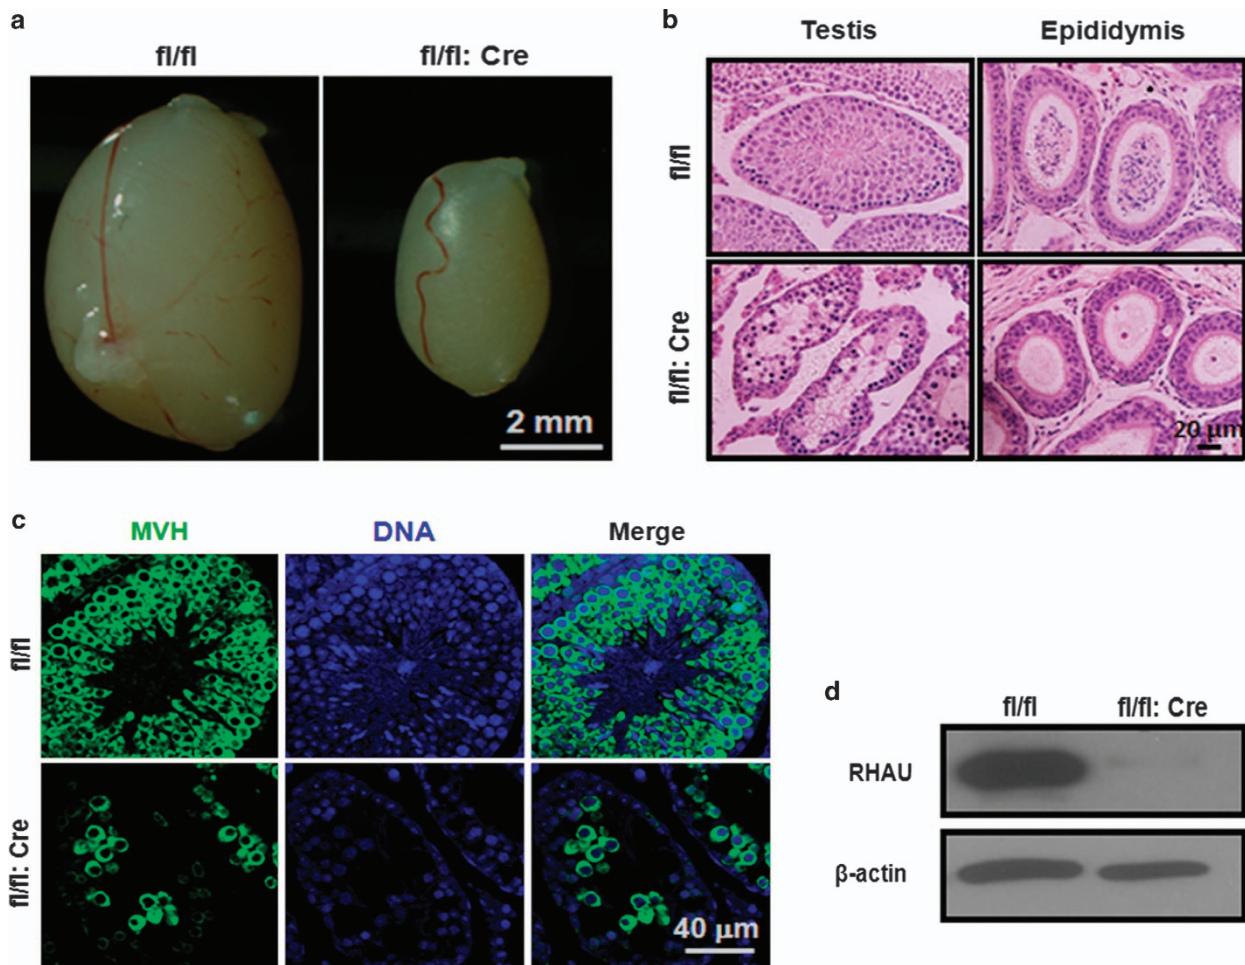 a
fl/fl
fl/fl: Cre
2 mm
b
Testis
Epididymis
fl/fl
fl/fl: Cre
20 µm
c
MVH
DNA
Merge
fl/fl
fl/fl: Cre
40 µm
d
fl/fl
fl/fl: Cre
RHAU
β-actin